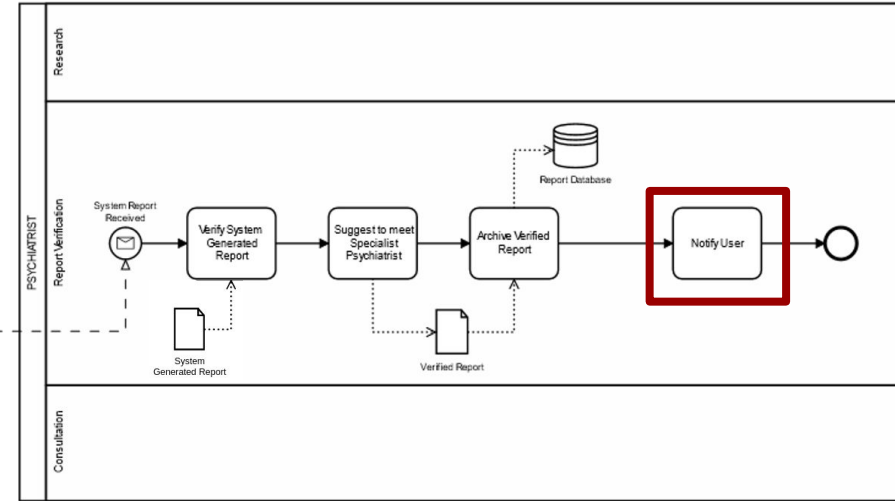 PSYCHIATRIST
Research
Report Verification
Consultation
System Report
Received
Verify System
Generated
Report
System
Generated Report
Suggest to meet
Specialist
Psychiatrist
Verified Report
Archive Verified
Report
Report Database
Notify User